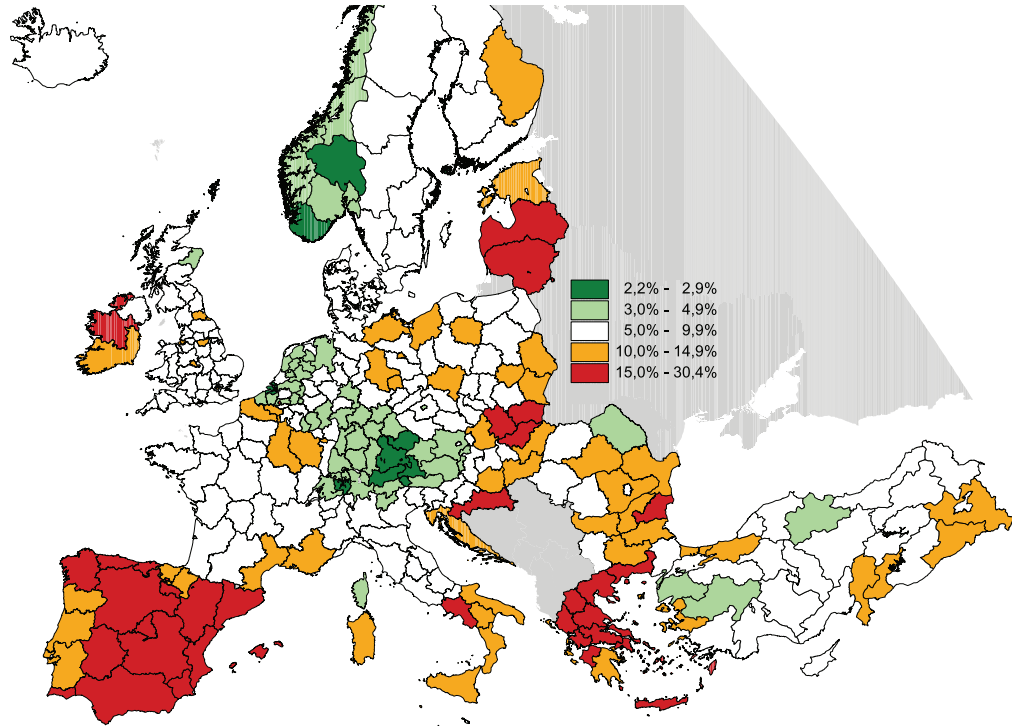 2,2% - 2,9%
3,0% - 4,9%
5,0% - 9,9%
10,0% - 14,9%
15,0% - 30,4%